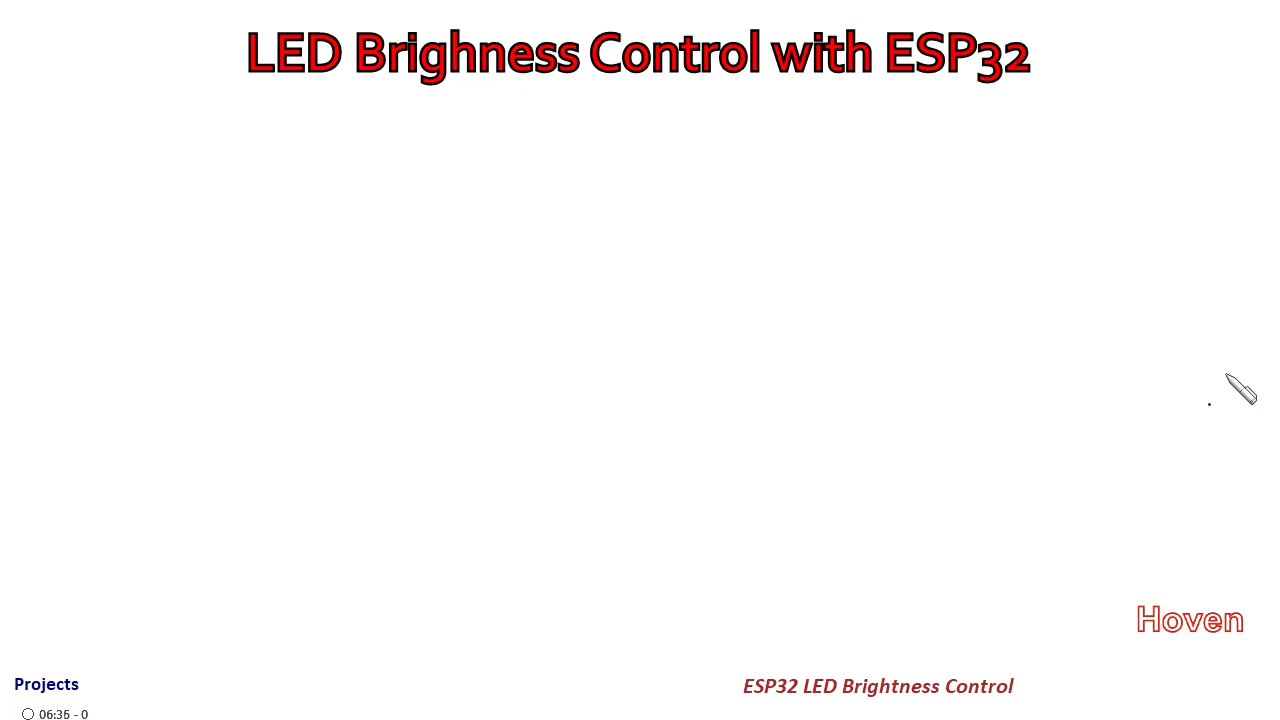 LED Brighness Control with ESP32
Hoven
Projects
ESP32 LED Brightness Control
06:35 - 0